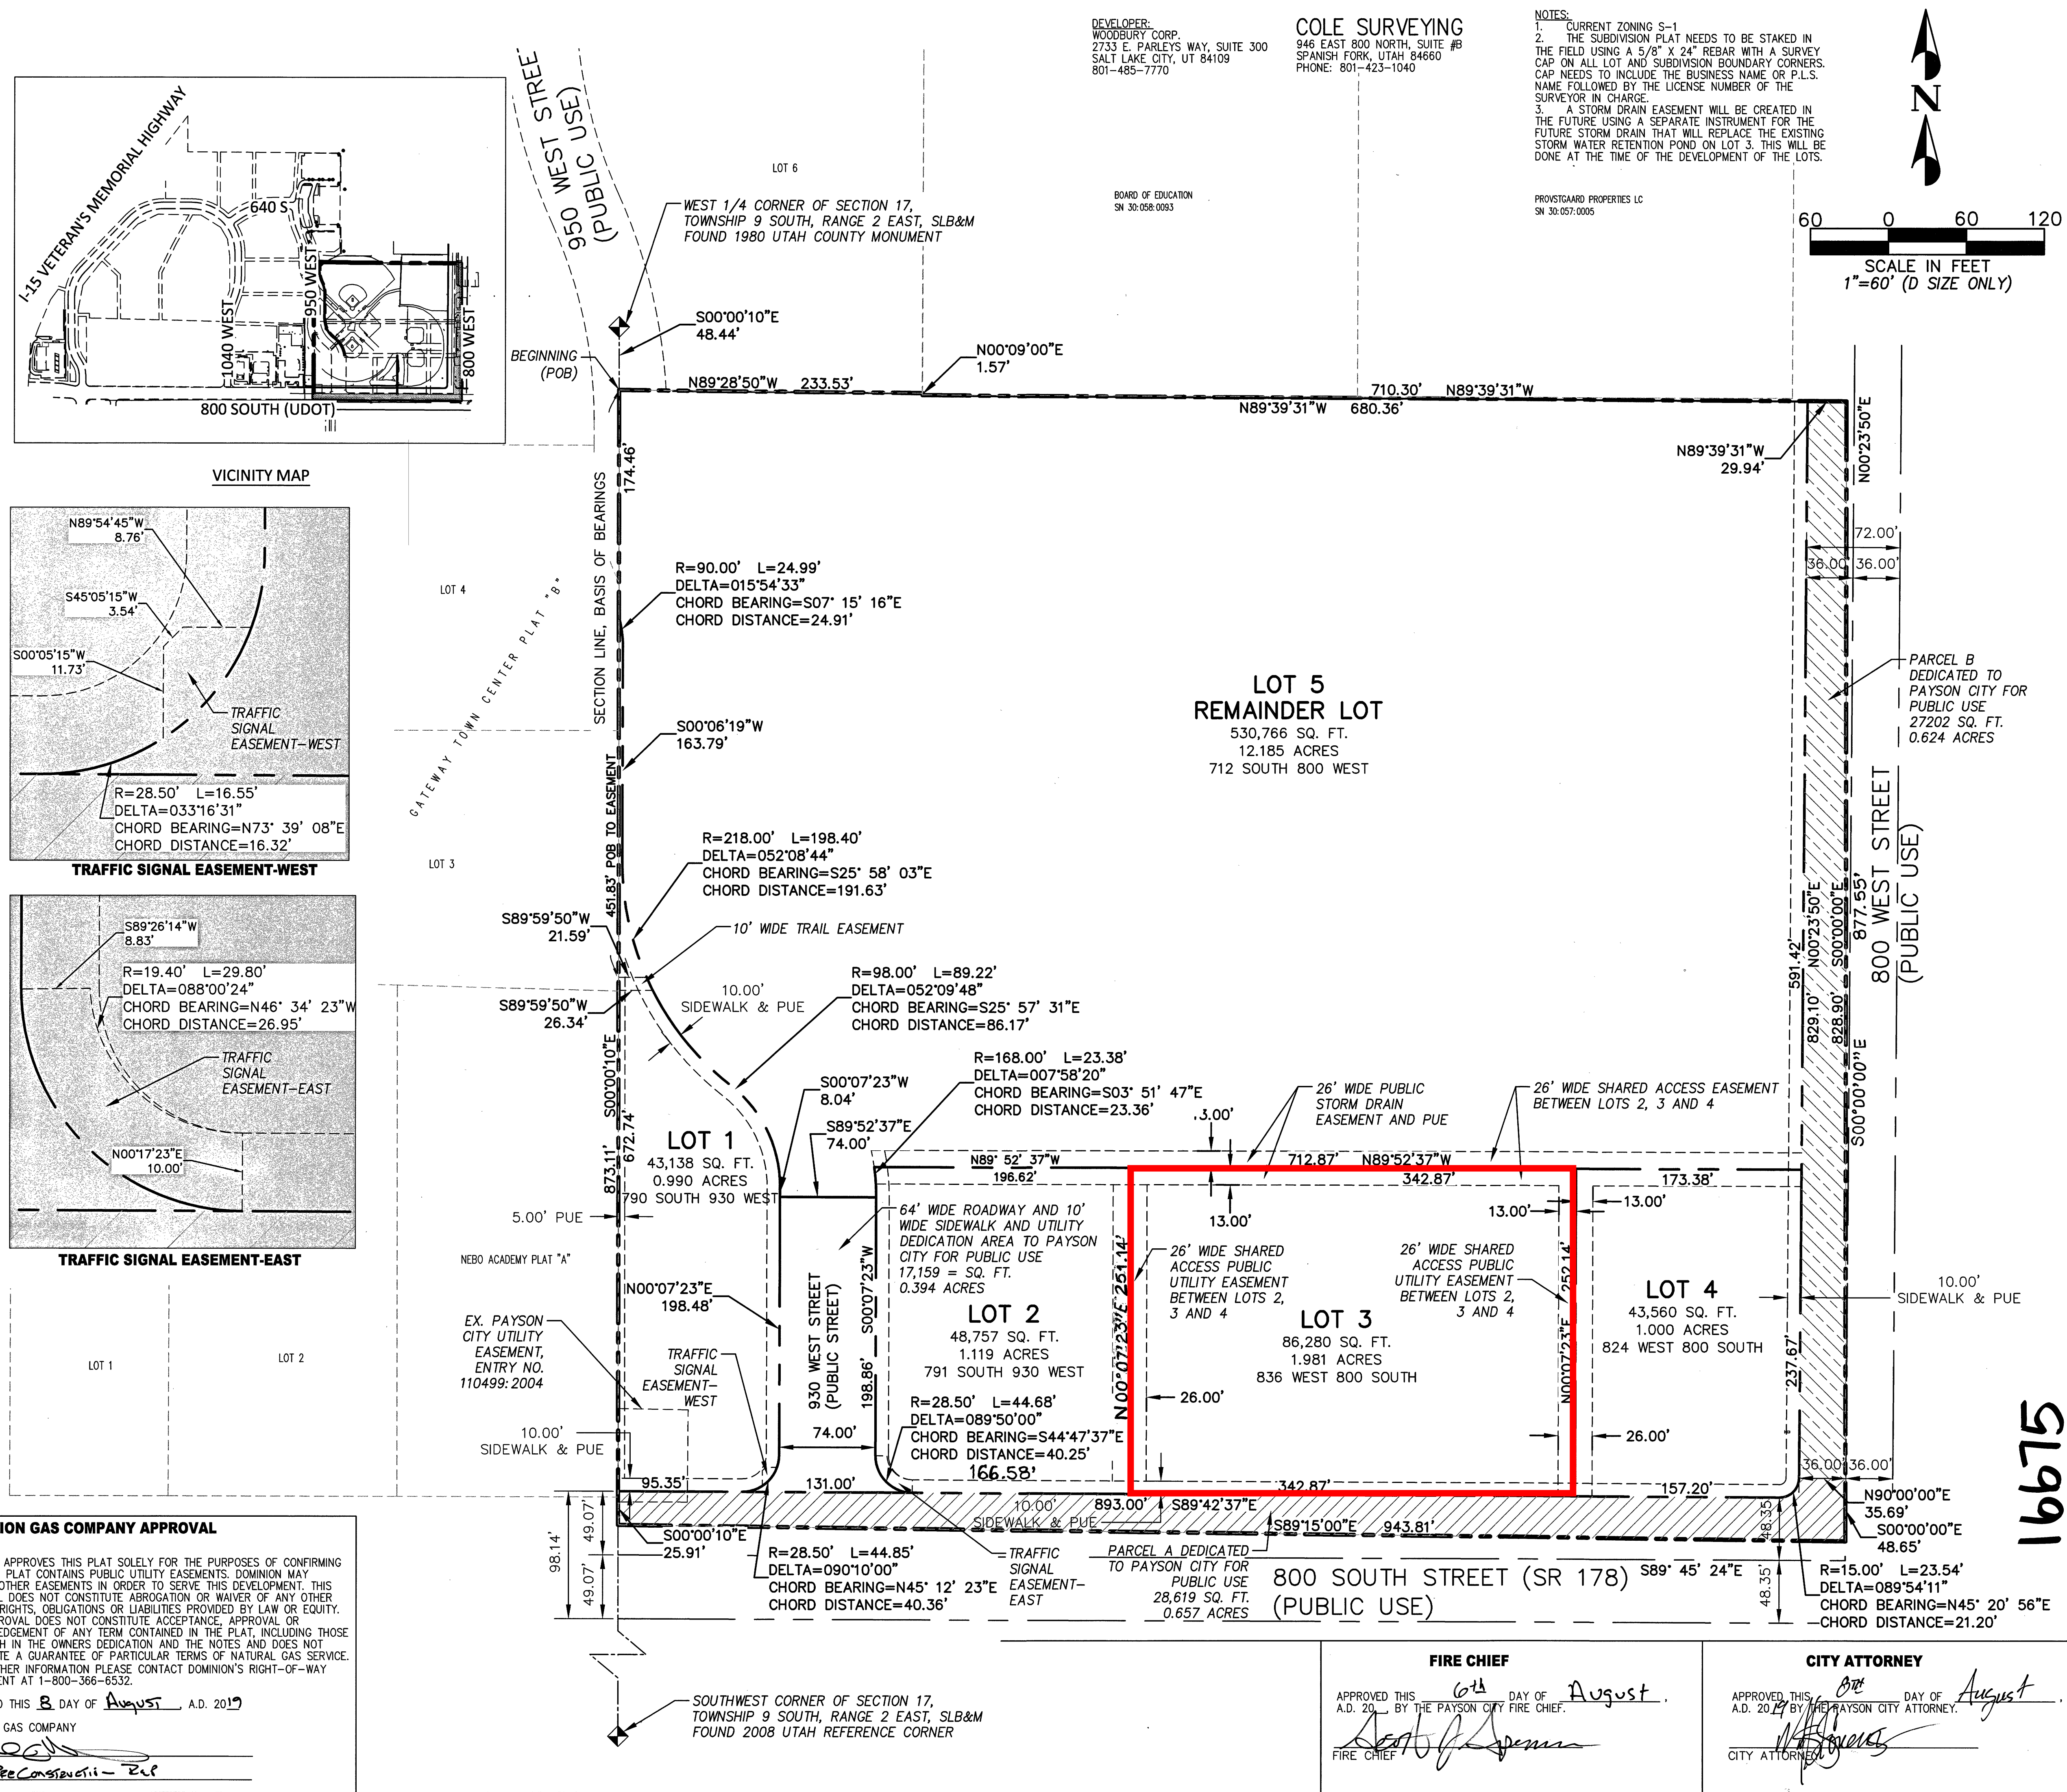 DEVELOPER:
WOODBURY CORP.
2733 E. PARLEYS WAY, SUITE 300
SALT LAKE CITY, UT 84109
801-485-7770
COLE SURVEYING
946 EAST 800 NORTH, SUITE #B
SPANISH FORK, UTAH 84660
PHONE: 801-423-1040
NOTES:
1. CURRENT ZONING S-1
2. THE SUBDIVISION PLAT NEEDS TO BE STAKED IN
THE FIELD USING A 5/8" X 24" REBAR WITH A SURVEY
CAP ON ALL LOT AND SUBDIVISION BOUNDARY CORNERS.
CAP NEEDS TO INCLUDE THE BUSINESS NAME OR P.L.S.
NAME FOLLOWED BY THE LICENSE NUMBER OF THE
SURVEYOR IN CHARGE.
3. A STORM DRAIN EASEMENT WILL BE CREATED IN
THE FUTURE USING A SEPARATE INSTRUMENT FOR THE
FUTURE STORM DRAIN THAT WILL REPLACE THE EXISTING
STORM WATER RETENTION POND ON LOT 3. THIS WILL BE
DONE AT THE TIME OF THE DEVELOPMENT OF THE LOTS.
N
60 0 60 120
SCALE IN FEET
1"=60' (D SIZE ONLY)
BOARD OF EDUCATION
SN 30:058:0093
PROVSTGAARD PROPERTIES LC
SN 30:057:0005
LOT 6
950 WEST STREE
(PUBLIC USE)
I-15 VETERAN'S MEMORIAL HIGHWAY
640 S
950 WEST
1040 WEST
800 WEST
800 SOUTH (UDOT)
VICINITY MAP
WEST 1/4 CORNER OF SECTION 17,
TOWNSHIP 9 SOUTH, RANGE 2 EAST, SLB&M
FOUND 1980 UTAH COUNTY MONUMENT
S00°00'10"E
48.44'
BEGINNING
(POB)
N00°09'00"E
1.57'
N89°28'50"W 233.53'
710.30' N89°39'31"W
N89°39'31"W 680.36'
N89°39'31"W
29.94'
N00°23'50"E
72.00'
36.00' 36.00'
174.46'
SECTION LINE, BASIS OF BEARINGS
N89°54'45"W
8.76'
S45°05'15"W
3.54'
S00°05'15"W
11.73'
TRAFFIC
SIGNAL
EASEMENT-WEST
R=28.50' L=16.55'
DELTA=033°16'31"
CHORD BEARING=N73° 39' 08"E
CHORD DISTANCE=16.32'
TRAFFIC SIGNAL EASEMENT-WEST
S89°26'14"W
8.83'
R=19.40' L=29.80'
DELTA=088°00'24"
CHORD BEARING=N46° 34' 23"W
CHORD DISTANCE=26.95'
TRAFFIC
SIGNAL
EASEMENT-EAST
N00°17'23"E
10.00'
TRAFFIC SIGNAL EASEMENT-EAST
LOT 4
GATEWAY TOWN CENTER PLAT "B"
LOT 3
R=90.00' L=24.99'
DELTA=015°54'33"
CHORD BEARING=S07° 15' 16"E
CHORD DISTANCE=24.91'
S00°06'19"W
163.79'
451.83' POB TO EASEMENT
LOT 5
REMAINDER LOT
530,766 SQ. FT.
12.185 ACRES
712 SOUTH 800 WEST
PARCEL B
DEDICATED TO
PAYSON CITY FOR
PUBLIC USE
27202 SQ. FT.
0.624 ACRES
800 WEST STREET
(PUBLIC USE)
591.42'
829.10' N00°23'50"E
828.90' S00°00'00"E
877.55'
S00°00'00"E
R=218.00' L=198.40'
DELTA=052°08'44"
CHORD BEARING=S25° 58' 03"E
CHORD DISTANCE=191.63'
S89°59'50"W
21.59'
10' WIDE TRAIL EASEMENT
S89°59'50"W
26.34'
10.00'
SIDEWALK & PUE
R=98.00' L=89.22'
DELTA=052°09'48"
CHORD BEARING=S25° 57' 31"E
CHORD DISTANCE=86.17'
R=168.00' L=23.38'
DELTA=007°58'20"
CHORD BEARING=S03° 51' 47"E
CHORD DISTANCE=23.36'
S00°07'23"W
8.04'
S89°52'37"E
74.00'
873.11' S00°00'10"E
672.74'
LOT 1
43,138 SQ. FT.
0.990 ACRES
790 SOUTH 930 WEST
5.00' PUE
NEBO ACADEMY PLAT "A"
N00°07'23"E
198.48'
26' WIDE PUBLIC
STORM DRAIN
EASEMENT AND PUE
26' WIDE SHARED ACCESS EASEMENT
BETWEEN LOTS 2, 3 AND 4
13.00'
N89° 52' 37"W
196.62'
712.87' N89°52'37"W
342.87'
173.38'
13.00'
13.00'
13.00'
64' WIDE ROADWAY AND 10'
WIDE SIDEWALK AND UTILITY
DEDICATION AREA TO PAYSON
CITY FOR PUBLIC USE
17,159 = SQ. FT.
0.394 ACRES
930 WEST STREET
(PUBLIC STREET)
198.86' S00°07'23"W
LOT 2
48,757 SQ. FT.
1.119 ACRES
791 SOUTH 930 WEST
N00°07'23"E 251.14'
26' WIDE SHARED
ACCESS PUBLIC
UTILITY EASEMENT
BETWEEN LOTS 2,
3 AND 4
26' WIDE SHARED
ACCESS PUBLIC
UTILITY EASEMENT
BETWEEN LOTS 2,
3 AND 4
LOT 3
86,280 SQ. FT.
1.981 ACRES
836 WEST 800 SOUTH
N00°07'23"E 252.14'
LOT 4
43,560 SQ. FT.
1.000 ACRES
824 WEST 800 SOUTH
237.67'
10.00'
SIDEWALK & PUE
26.00'
26.00'
LOT 1
LOT 2
EX. PAYSON
CITY UTILITY
EASEMENT,
ENTRY NO.
110499:2004
TRAFFIC
SIGNAL
EASEMENT-
WEST
R=28.50' L=44.68'
DELTA=089°50'00"
CHORD BEARING=S44°47'37"E
CHORD DISTANCE=40.25'
166.58'
74.00'
10.00'
SIDEWALK & PUE
95.35'
131.00'
10.00'
SIDEWALK & PUE
893.00' S89°42'37"E
342.87'
157.20'
36.00' 36.00'
S89°15'00"E 943.81'
N90°00'00"E
35.69'
S00°00'00"E
48.65'
S00°00'10"E
25.91'
98.14'
49.07'
49.07'
48.35'
48.35'
R=28.50' L=44.85'
DELTA=090°10'00"
CHORD BEARING=N45° 12' 23"E
CHORD DISTANCE=40.36'
TRAFFIC
SIGNAL
EASEMENT-
EAST
PARCEL A DEDICATED
TO PAYSON CITY FOR
PUBLIC USE
28,619 SQ. FT.
0.657 ACRES
800 SOUTH STREET (SR 178)
(PUBLIC USE)
S89° 45' 24"E
R=15.00' L=23.54'
DELTA=089°54'11"
CHORD BEARING=N45° 20' 56"E
CHORD DISTANCE=21.20'
16675
SOUTHWEST CORNER OF SECTION 17,
TOWNSHIP 9 SOUTH, RANGE 2 EAST, SLB&M
FOUND 2008 UTAH REFERENCE CORNER
ION GAS COMPANY APPROVAL
APPROVES THIS PLAT SOLELY FOR THE PURPOSES OF CONFIRMING
PLAT CONTAINS PUBLIC UTILITY EASEMENTS. DOMINION MAY
OTHER EASEMENTS IN ORDER TO SERVE THIS DEVELOPMENT. THIS
L DOES NOT CONSTITUTE ABROGATION OR WAIVER OF ANY OTHER
RIGHTS, OBLIGATIONS OR LIABILITIES PROVIDED BY LAW OR EQUITY.
ROVAL DOES NOT CONSTITUTE ACCEPTANCE, APPROVAL OR
EDGEMENT OF ANY TERM CONTAINED IN THE PLAT, INCLUDING THOSE
H IN THE OWNERS DEDICATION AND THE NOTES AND DOES NOT
TE A GUARANTEE OF PARTICULAR TERMS OF NATURAL GAS SERVICE.
HER INFORMATION PLEASE CONTACT DOMINION'S RIGHT-OF-WAY
ENT AT 1-800-366-6532.
D THIS 8 DAY OF August, A.D. 2019
GAS COMPANY
FIRE CHIEF
APPROVED THIS 6th DAY OF August.
A.D. 20 BY THE PAYSON CITY FIRE CHIEF.
FIRE CHIEF
CITY ATTORNEY
APPROVED THIS 8th DAY OF August.
A.D. 2019 BY THE PAYSON CITY ATTORNEY.
CITY ATTORNEY